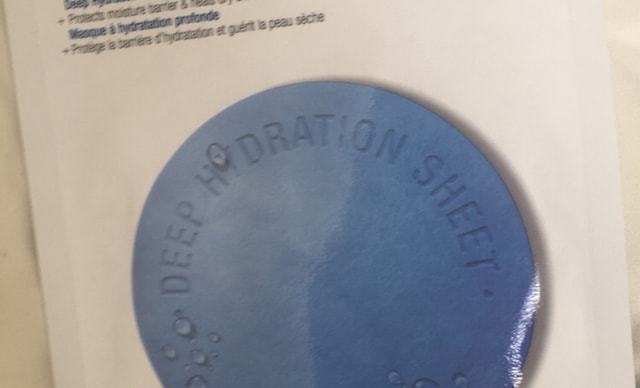 Deep
+ Protects moisture barrier & heals dry
Masque à hydratation profonde
+ Protège la barrière d'hydratation et guérit la peau sèche
DEEP HYDRATION SHEET.